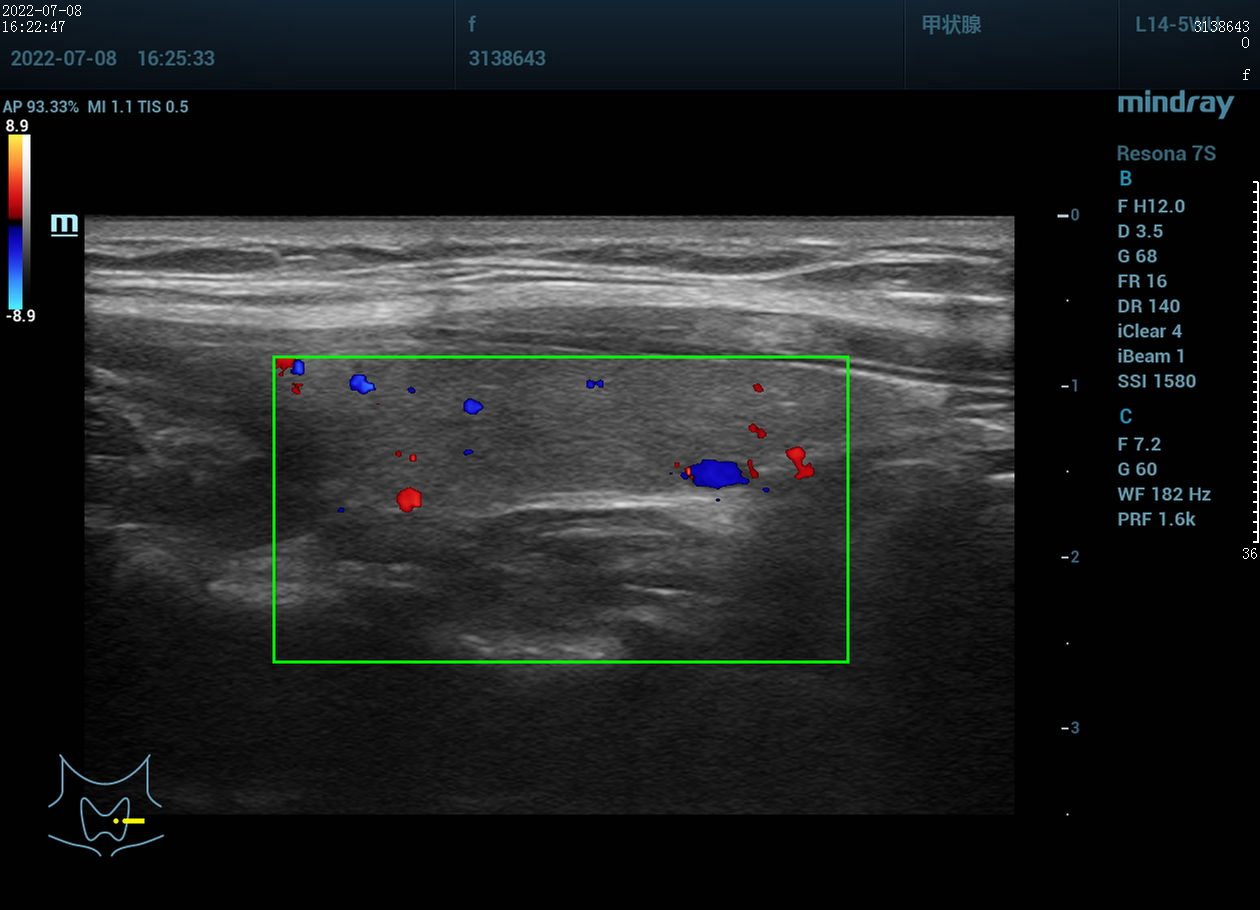 2022-07-08
16:22:47
f
甲状腺
3138643
0
f
2022-07-08 16:25:33
3138643
AP 93.33% MI 1.1 TIS 0.5
mindray
8.9
-8.9
m
Resona 7S
B
F H12.0
D 3.5
G 68
FR 16
DR 140
iClear 4
iBeam 1
SSI 1580
C
F 7.2
G 60
WF 182 Hz
PRF 1.6k
0
1
2
3
36